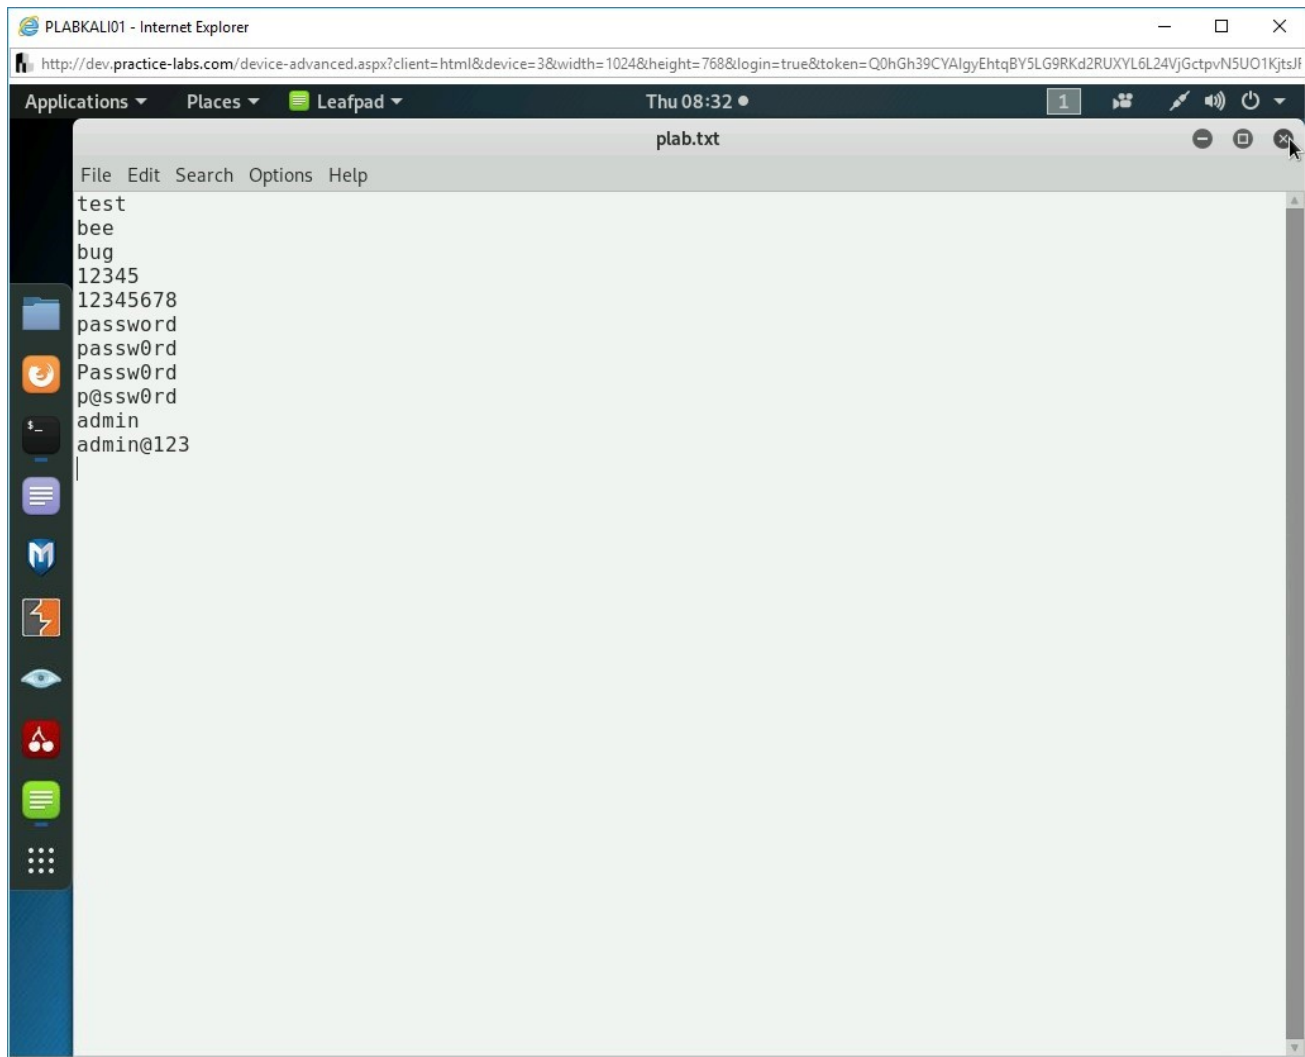 PLABKALI01 - Internet Explorer
http://dev.practice-labs.com/device-advanced.aspx?client=html&device=3&width=1024&height=768&login=true&token=Q0hGh39CYAIgyEhtqBY5LG9RKd2RUXYL6L24VjGctpvN5UO1KjtsJF
Applications Places Leafpad Thu 08:32 1
plab.txt
File Edit Search Options Help
test
bee
bug
12345
12345678
password
passw0rd
Passw0rd
p@ssw0rd
admin
admin@123
$_